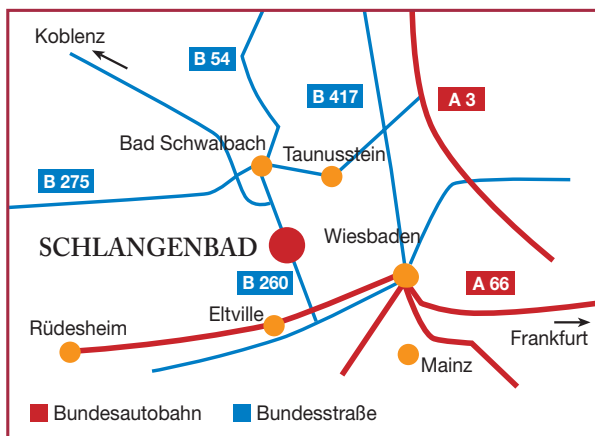 Koblenz
B 54
B 417
A 3
Bad Schwalbach
Taunusstein
B 275
SCHLANGENBAD
Wiesbaden
B 260
A 66
Eltville
Rüdesheim
Frankfurt
Mainz
Bundesautobahn
Bundesstraße